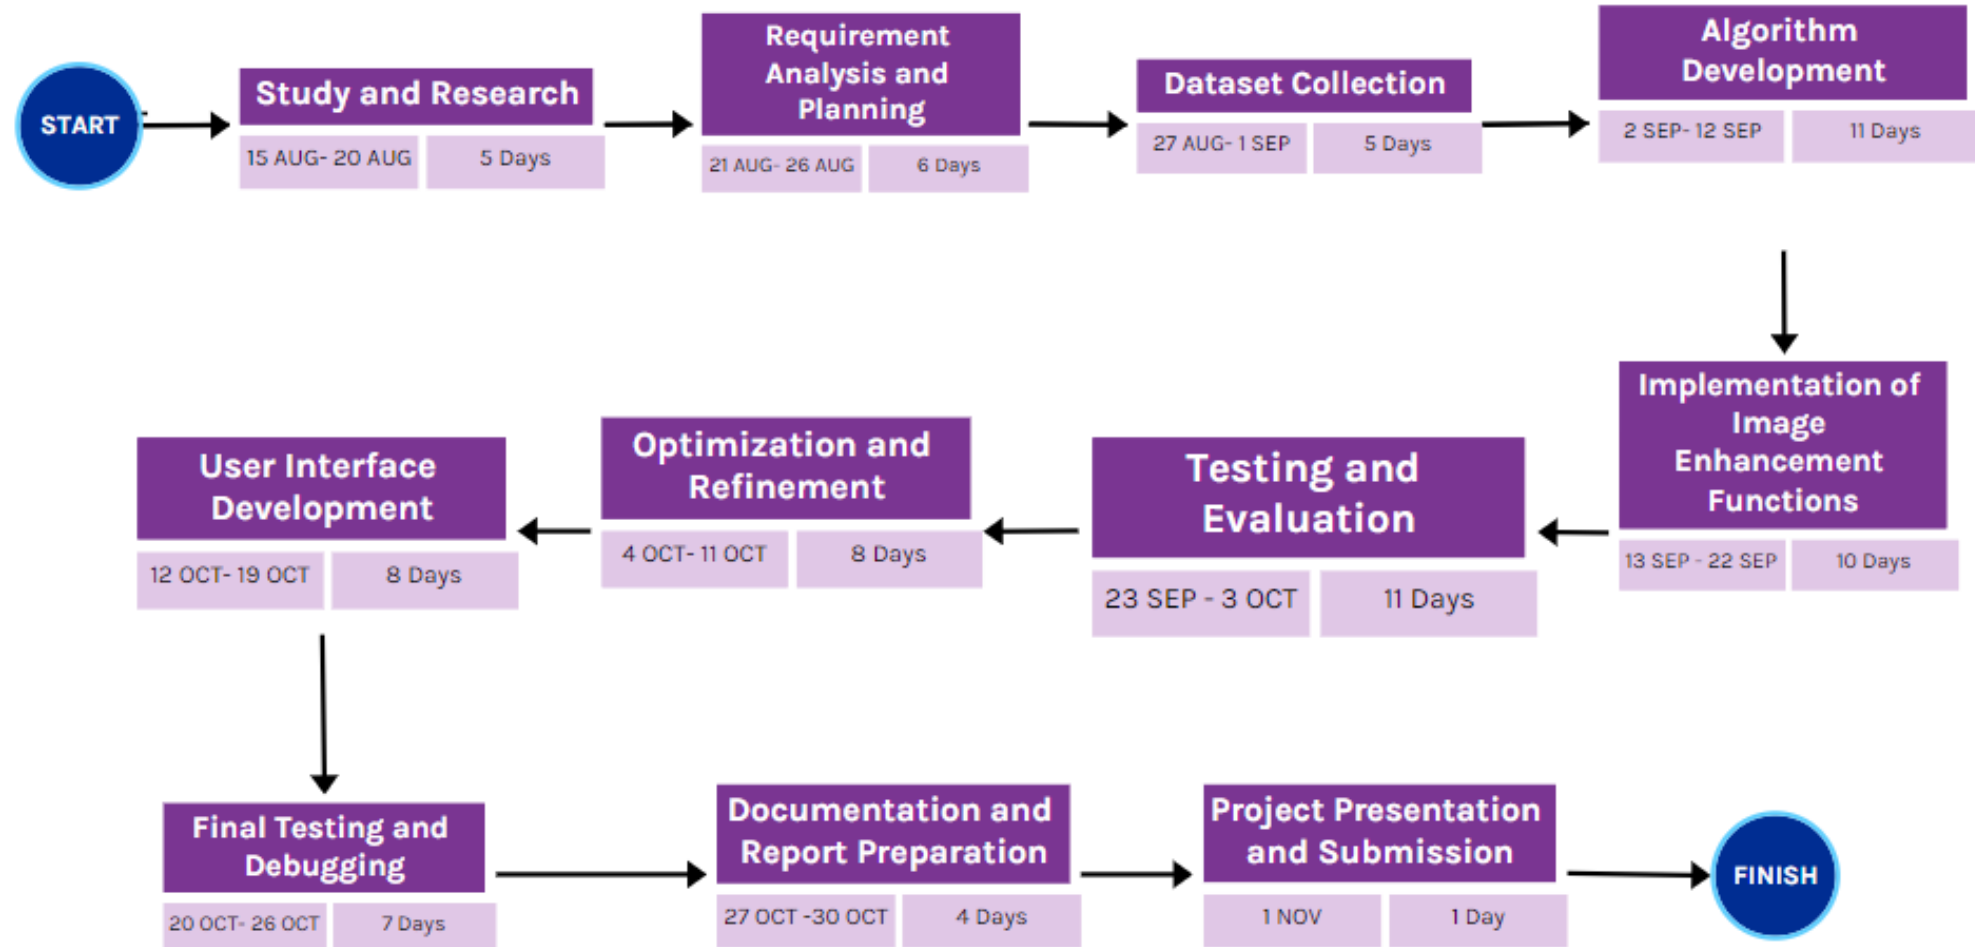 START
Study and Research
15 AUG- 20 AUG
5 Days
Requirement
Analysis and
Planning
21 AUG- 26 AUG
6 Days
Dataset Collection
27 AUG- 1 SEP
5 Days
Algorithm
Development
2 SEP- 12 SEP
11 Days
Implementation of
Image
Enhancement
Functions
13 SEP - 22 SEP
10 Days
Testing and
Evaluation
23 SEP - 3 OCT
11 Days
Optimization and
Refinement
4 OCT- 11 OCT
8 Days
User Interface
Development
12 OCT- 19 OCT
8 Days
Final Testing and
Debugging
20 OCT- 26 OCT
7 Days
Documentation and
Report Preparation
27 OCT -30 OCT
4 Days
Project Presentation
and Submission
1 NOV
1 Day
FINISH